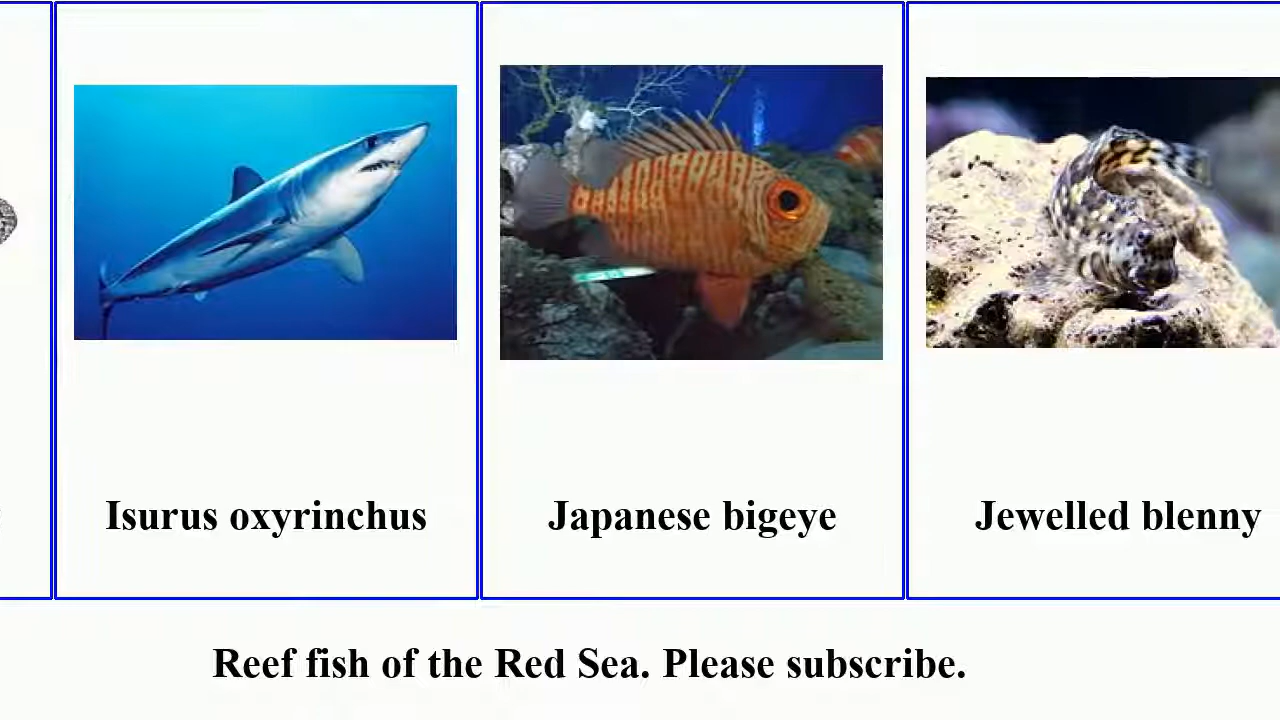 Isurus oxyrinchus
Japanese bigeye
Jewelled blenny
Reef fish of the Red Sea. Please subscribe.